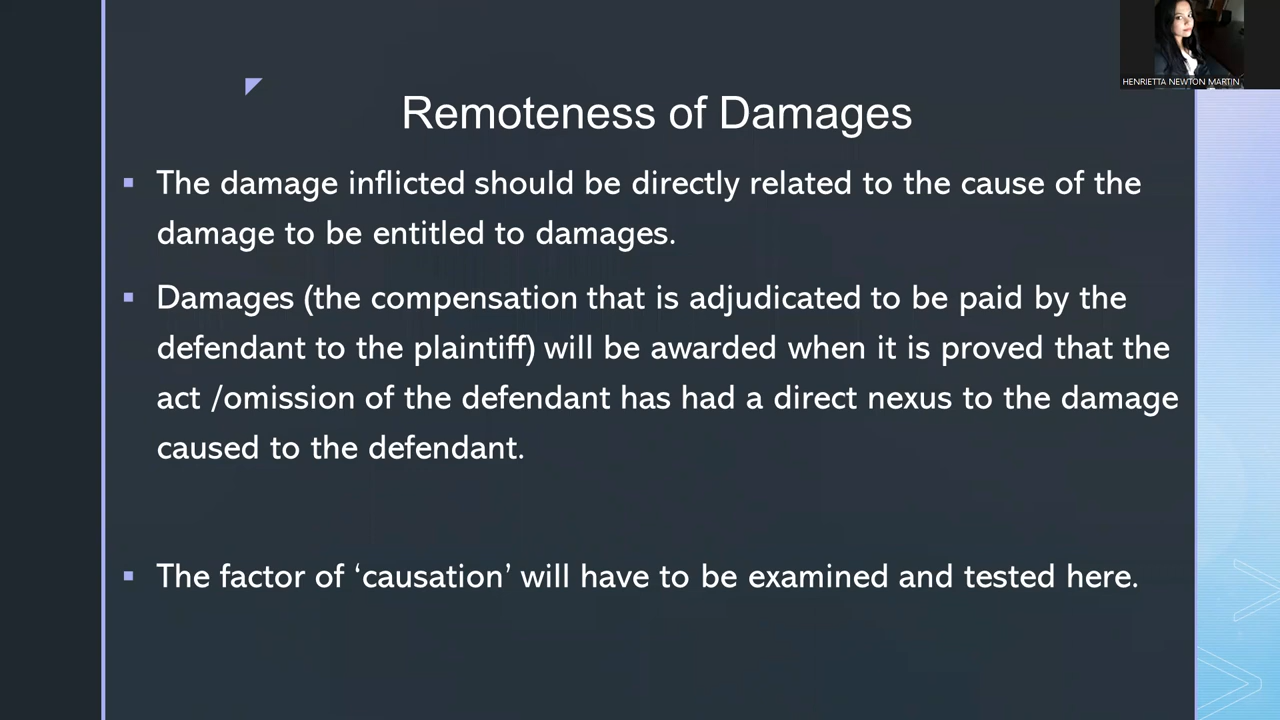 HENRIETTA NEWTON MARTIN
Remoteness of Damages
The damage inflicted should be directly related to the cause of the
damage to be entitled to damages.
Damages (the compensation that is adjudicated to be paid by the
defendant to the plaintiff) will be awarded when it is proved that the
act /omission of the defendant has had a direct nexus to the damage
caused to the defendant.
The factor of ‘causation’ will have to be examined and tested here.